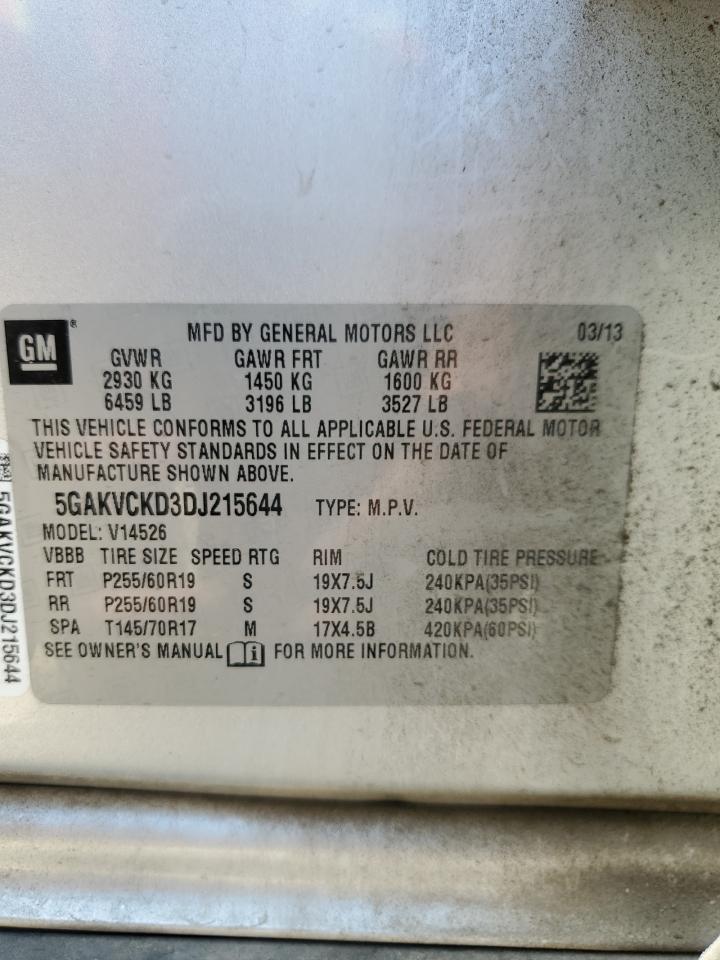 GM®
MFD BY GENERAL MOTORS LLC 03/13
GVWR GAWR FRT GAWR RR
2930 KG 1450 KG 1600 KG
6459 LB 3196 LB 3527 LB
THIS VEHICLE CONFORMS TO ALL APPLICABLE U.S. FEDERAL MOTOR
VEHICLE SAFETY STANDARDS IN EFFECT ON THE DATE OF
MANUFACTURE SHOWN ABOVE.
5GAKVCKD3DJ215644 TYPE: M.P.V.
MODEL: V14526
VBBB TIRE SIZE SPEED RTG RIM COLD TIRE PRESSURE
FRT P255/60R19 S 19X7.5J 240KPA(35PSI)
RR P255/60R19 S 19X7.5J 240KPA(35PSI)
SPA T145/70R17 M 17X4.5B 420KPA(60PSI)
SEE OWNER'S MANUAL i FOR MORE INFORMATION.
5GAKVCKD3DJ215644